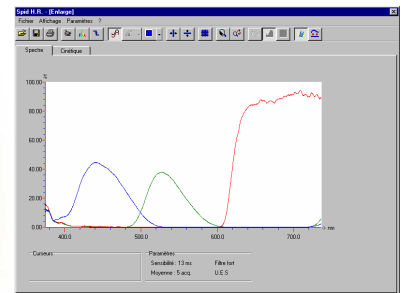 Spid H.R. - [Enlarge]
Fichier Affichage Paramètres ?
Spectre Cinétique
%
100.00
80.00
60.00
40.00
20.00
0.00
400.0 500.0 600.0 700.0 nm
Curseurs
Paramètres
Sensibilité : 13 ms Filtre fort
Moyenne : 5 acq. U.E.S